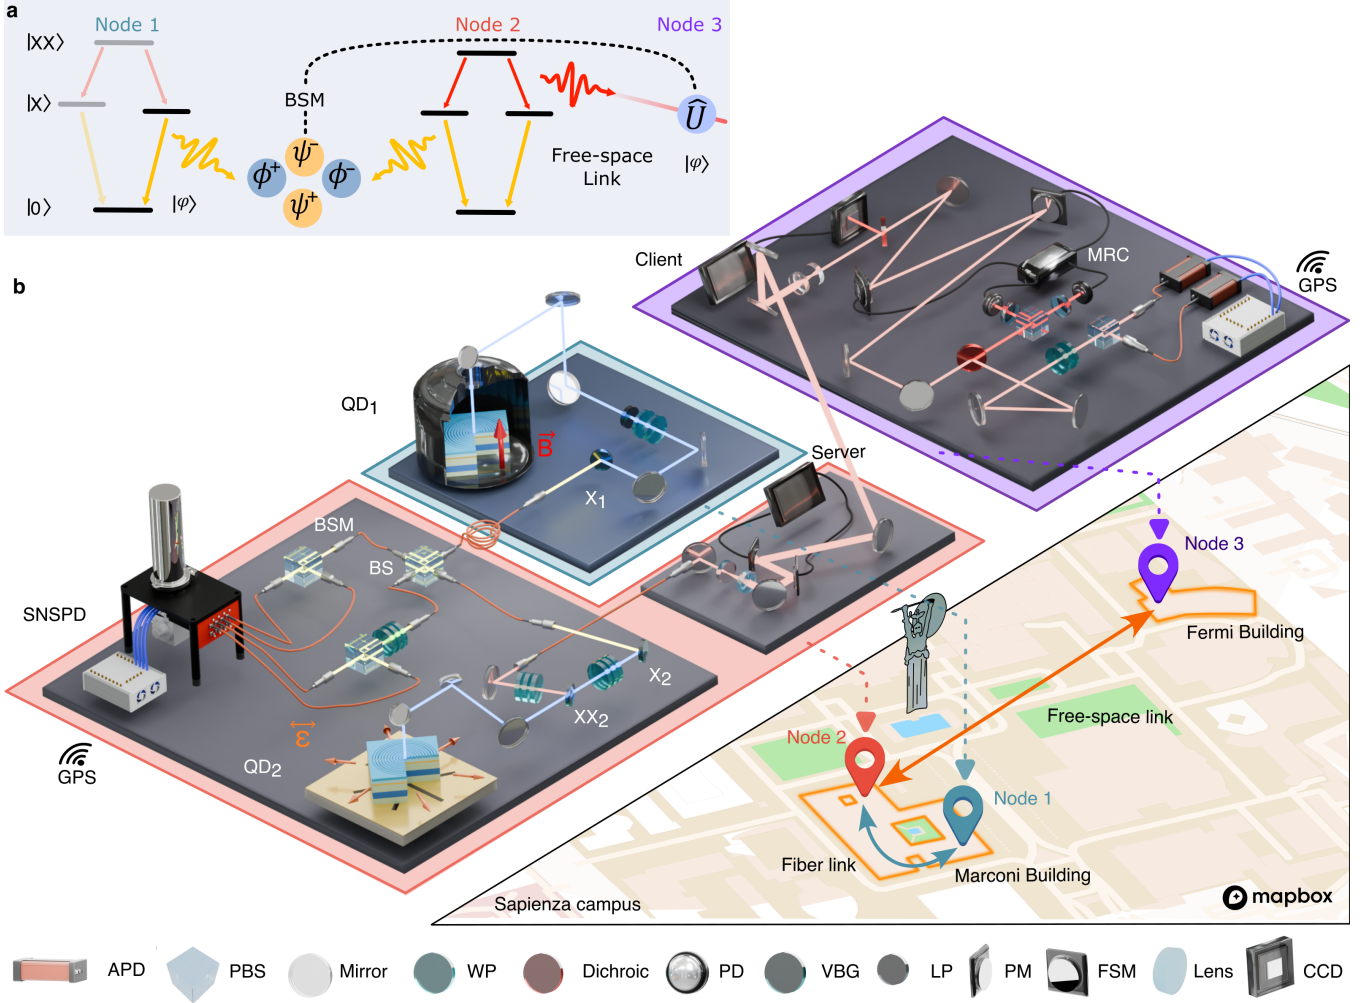 a
Node 1
Node 2
Node 3
|XX⟩
|X⟩
|0⟩
BSM
ψ⁻
ϕ⁺
ϕ⁻
ψ⁺
|φ⟩
Û
Free-space
Link
|φ⟩
b
Client
MRC
GPS
QD₁
B⃗
X₁
Server
BSM
BS
SNSPD
X₂
XX₂
ε
QD₂
GPS
Node 3
Fermi Building
Free-space link
Node 2
Node 1
Fiber link
Marconi Building
Sapienza campus
mapbox
APD
PBS
Mirror
WP
Dichroic
PD
VBG
LP
PM
FSM
Lens
CCD